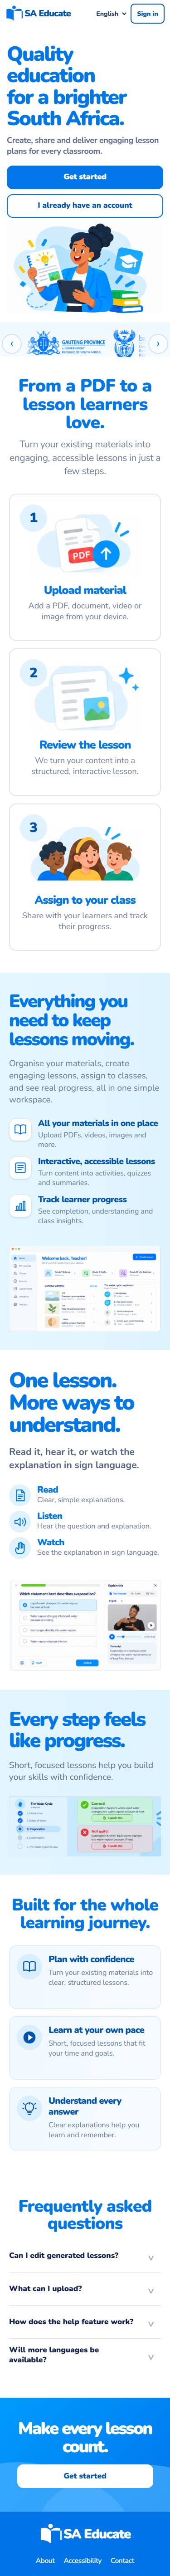 SA Educate
English
Sign in
Quality
education
for a brighter
South Africa.
Create, share and deliver engaging lesson
plans for every classroom.
Get started
I already have an account
GAUTENG PROVINCE
REPUBLIC OF SOUTH AFRICA
From a PDF to a
lesson learners
love.
Turn your existing materials into
engaging, accessible lessons in just a
few steps.
1
PDF
Upload material
Add a PDF, document, video or
image from your device.
2
Review the lesson
We turn your content into a
structured, interactive lesson.
3
Assign to your class
Share with your learners and track
their progress.
Everything you
need to keep
lessons moving.
Organise your materials, create
engaging lessons, assign to classes,
and see real progress, all in one simple
workspace.
All your materials in one place
Upload PDFs, videos, images and
more.
Interactive, accessible lessons
Turn content into activities, quizzes
and summaries.
Track learner progress
See completion, understanding and
class insights.
Welcome back, Teacher!
One lesson.
More ways to
understand.
Read it, hear it, or watch the
explanation in sign language.
Read
Clear, simple explanations.
Listen
Hear the question and explanation.
Watch
See the explanation in sign language.
Which statement best describes evaporation?
Every step feels
like progress.
Short, focused lessons help you build
your skills with confidence.
The Water Cycle
Correct!
Not quite!
Built for the whole
learning journey.
Plan with confidence
Turn your existing materials into
clear, structured lessons.
Learn at your own pace
Short, focused lessons that fit
your time and goals.
Understand every
answer
Clear explanations help you
learn and remember.
Frequently asked
questions
Can I edit generated lessons?
What can I upload?
How does the help feature work?
Will more languages be
available?
Make every lesson
count.
Get started
SA Educate
About Accessibility Contact